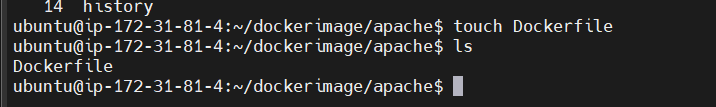 14  history
ubuntu@ip-172-31-81-4:~/dockerimage/apache$ touch Dockerfile
ubuntu@ip-172-31-81-4:~/dockerimage/apache$ ls
Dockerfile
ubuntu@ip-172-31-81-4:~/dockerimage/apache$